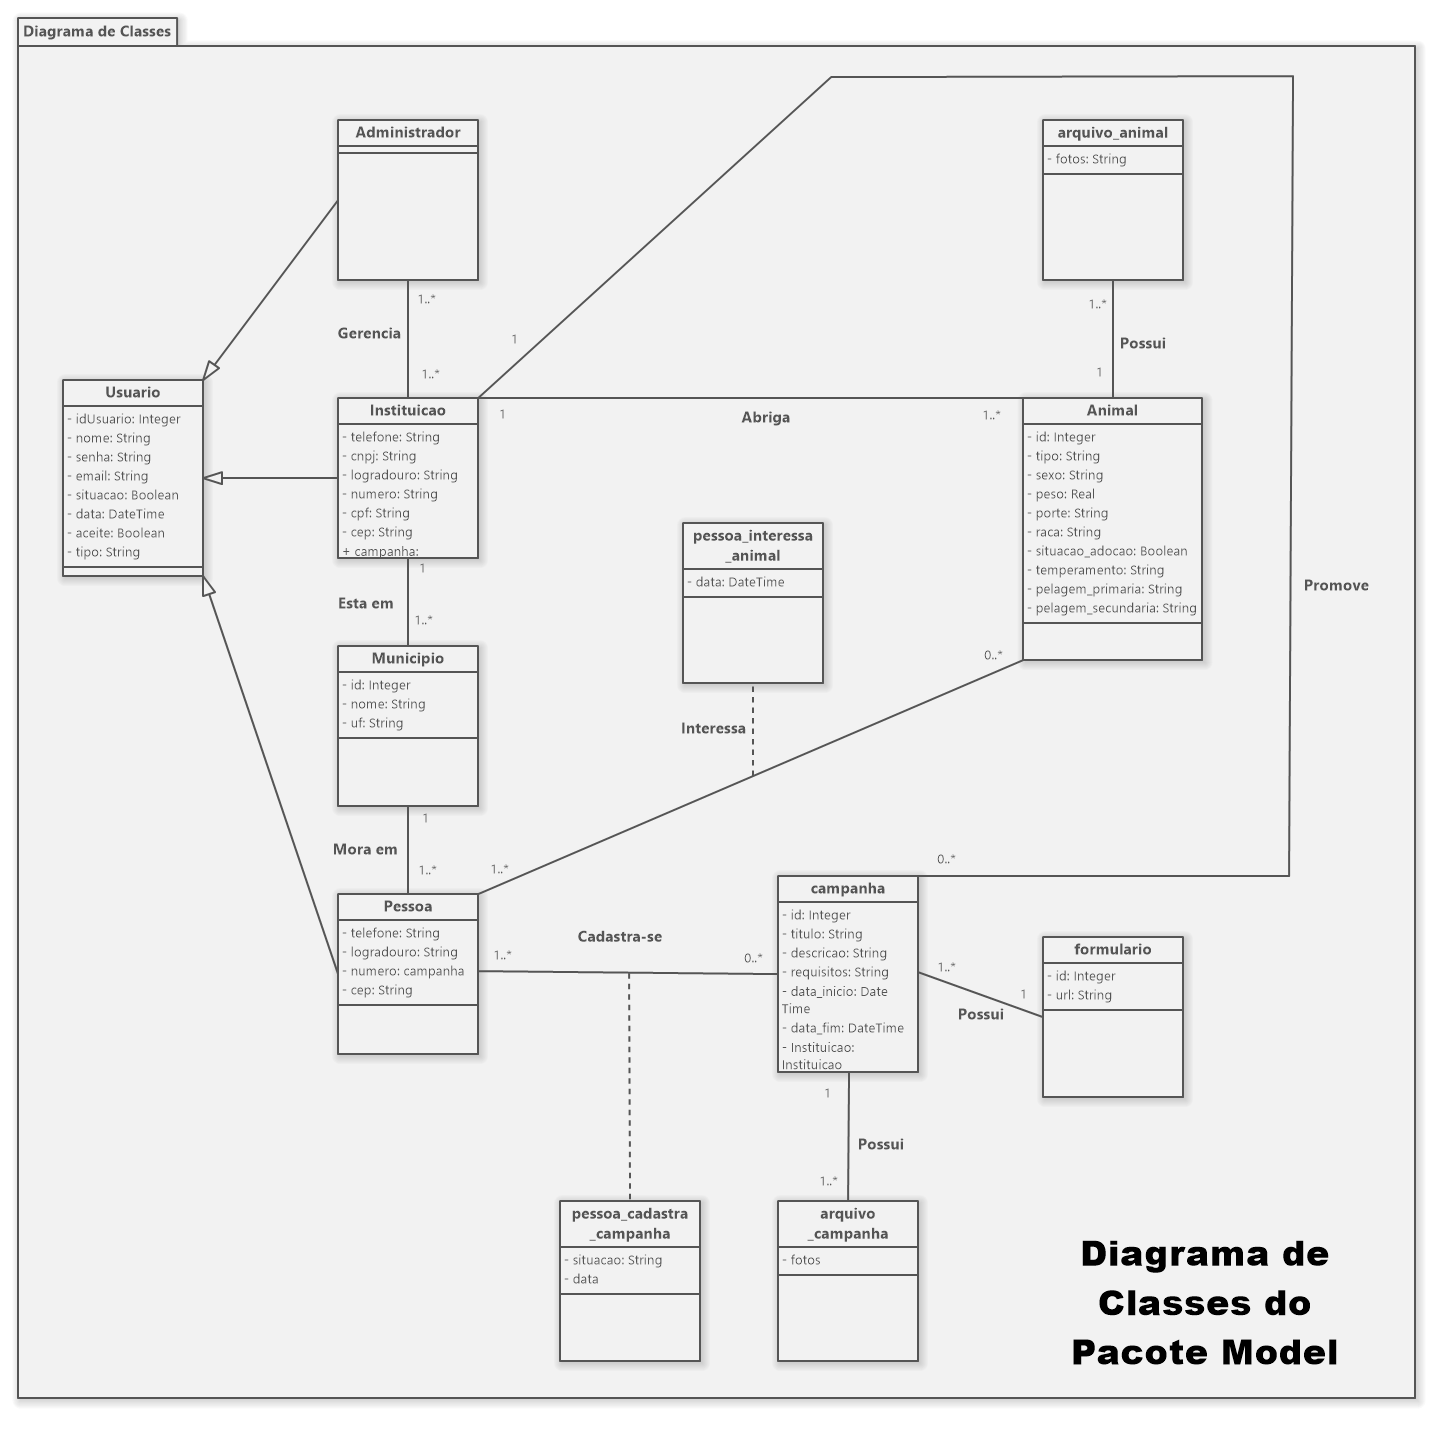 Diagrama de Classes
Administrador
arquivo_animal
- fotos: String
1..*
Gerencia
1..*
1
1..*
Possui
1
Usuario
- idUsuario: Integer
- nome: String
- senha: String
- email: String
- situacao: Boolean
- data: DateTime
- aceite: Boolean
- tipo: String
Instituicao
- telefone: String
- cnpj: String
- logradouro: String
- numero: String
- cpf: String
- cep: String
+ campanha:
1
Abriga
1..*
Animal
- id: Integer
- tipo: String
- sexo: String
- peso: Real
- porte: String
- raca: String
- situacao_adocao: Boolean
- temperamento: String
- pelagem_primaria: String
- pelagem_secundaria: String
pessoa_interessa
_animal
- data: DateTime
Promove
1
Esta em
1..*
Municipio
- id: Integer
- nome: String
- uf: String
0..*
Interessa
1
Mora em
1..*
1..*
0..*
Pessoa
- telefone: String
- logradouro: String
- numero: campanha
- cep: String
Cadastra-se
1..*
0..*
campanha
- id: Integer
- titulo: String
- descricao: String
- requisitos: String
- data_inicio: Date
Time
- data_fim: DateTime
- Instituicao:
Instituicao
1..*
1
Possui
formulario
- id: Integer
- url: String
1
Possui
1..*
pessoa_cadastra
_campanha
- situacao: String
- data
arquivo
_campanha
- fotos
Diagrama de
Classes do
Pacote Model